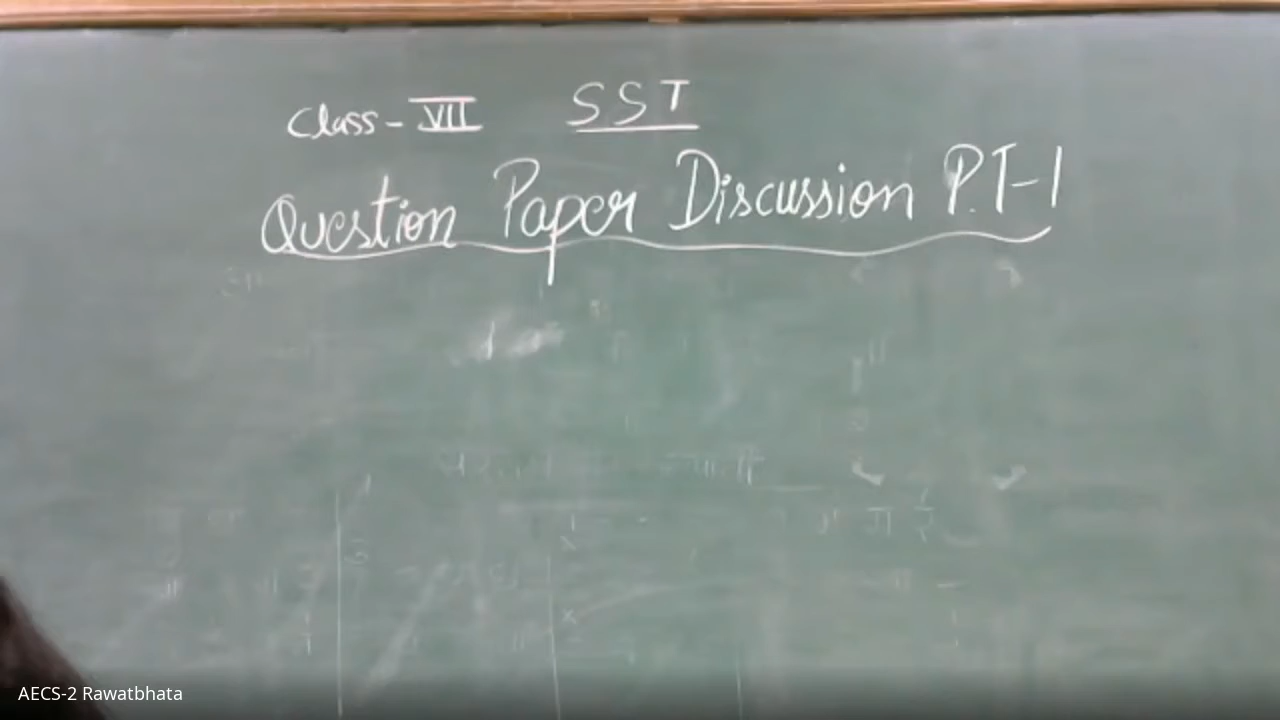 Class - VII SST
Question Paper Discussion P.T-1
AECS-2 Rawatbhata